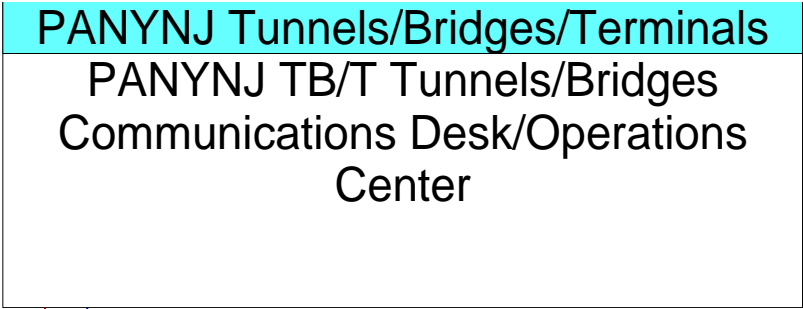 PANYNJ Tunnels/Bridges/Terminals
PANYNJ TB/T Tunnels/Bridges
Communications Desk/Operations
Center